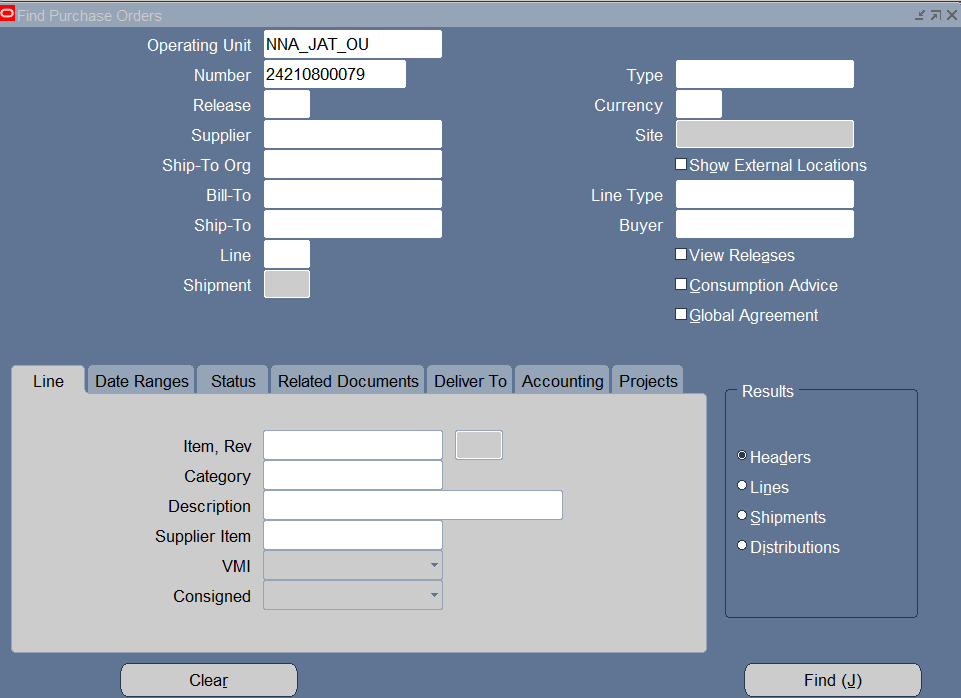 Find Purchase Orders
Operating Unit NNA_JAT_OU
Number 24210800079 Type
Release Currency
Supplier Site
Ship-To Org Show External Locations
Bill-To Line Type
Ship-To Buyer
Line View Releases
Shipment Consumption Advice
Global Agreement
Line Date Ranges Status Related Documents Deliver To Accounting Projects
Results
Item, Rev
Category
Description
Supplier Item
VMI
Consigned
Headers
Lines
Shipments
Distributions
Clear Find (J)